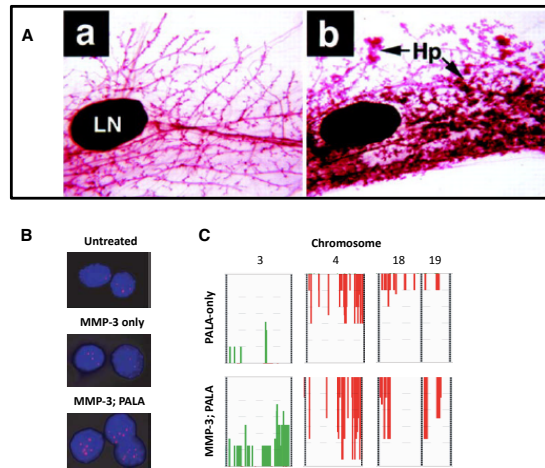 A
a
b
Hp
LN
B
C
Untreated
MMP-3 only
MMP-3; PALA
Chromosome
3 4 18 19
PALA-only
MMP-3; PALA